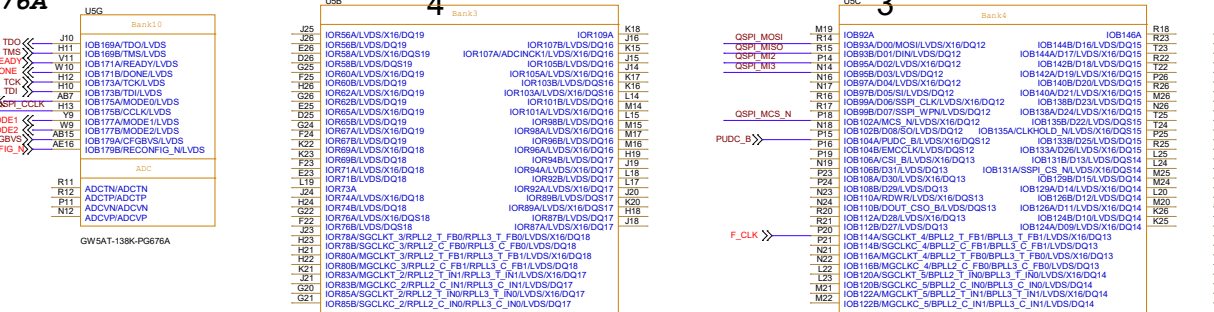 76A
U5G
Bank10
TDO J10 IOB169A/TDO/LVDS
TMS H11 IOB169B/TMS/LVDS
READY V11 IOB171A/READY/LVDS
ONE W10 IOB171B/DONE/LVDS
TCK H12 IOB173A/TCK/LVDS
TDI H10 IOB173B/TDI/LVDS
AB7 IOB175A/MODE0/LVDS
SPI_CCLK H13 IOB175B/CCLK/LVDS
DE1 Y9 IOB177A/MODE1/LVDS
DE2 W9 IOB177B/MODE2/LVDS
GBVS AB15 IOB179A/CFGBVS/LVDS
FIG_N AE16 IOB179B/RECONFIG_N/LVDS
ADC
R11 ADCTN/ADCTN
R12 ADCTP/ADCTP
P11 ADCVN/ADCVN
N12 ADCVP/ADCVP
GW5AT-138K-PG676A
U5B
4
Bank3
J25 IOR56A/LVDS/X16/DQ19 IOR109A K18
J26 IOR56B/LVDS/DQ19 IOR107B/LVDS/DQ16 J16
E26 IOR58A/LVDS/X16/DQS19 IOR107A/ADCINCK1/LVDS/X16/DQ16 K15
D26 IOR58B/LVDS/DQS19 IOR105B/LVDS/DQ16 J15
G25 IOR60A/LVDS/X16/DQ19 IOR105A/LVDS/X16/DQ16 J14
F25 IOR60B/LVDS/DQ19 IOR103B/LVDS/DQS16 K17
H26 IOR62A/LVDS/X16/DQ19 IOR103A/LVDS/X16/DQS16 K16
G26 IOR62B/LVDS/DQ19 IOR101B/LVDS/DQ16 L14
E25 IOR65A/LVDS/X16/DQ19 IOR101A/LVDS/X16/DQ16 M14
D25 IOR65B/LVDS/DQ19 IOR98B/LVDS/DQ16 L15
G24 IOR67A/LVDS/X16/DQ19 IOR98A/LVDS/X16/DQ16 M15
F24 IOR67B/LVDS/DQ19 IOR96B/LVDS/DQ16 M17
K22 IOR69A/LVDS/X16/DQ18 IOR96A/LVDS/X16/DQ16 M16
K23 IOR69B/LVDS/DQ18 IOR94B/LVDS/DQ17 H19
F23 IOR71A/LVDS/X16/DQ18 IOR94A/LVDS/X16/DQ17 J19
E23 IOR71B/LVDS/DQ18 IOR92B/LVDS/DQ17 L18
L19 IOR73A IOR92A/LVDS/X16/DQ17 L17
J24 IOR74A/LVDS/X16/DQ18 IOR89B/LVDS/DQS17 J20
H24 IOR74B/LVDS/DQ18 IOR89A/LVDS/X16/DQS17 K20
G22 IOR76A/LVDS/X16/DQS18 IOR87B/LVDS/DQ17 H18
F22 IOR76B/LVDS/DQS18 IOR87A/LVDS/X16/DQ17 J18
J23 IOR78A/SGCLKT_3/RPLL2_T_FB0/RPLL3_T_FB0/LVDS/X16/DQ18
H23 IOR78B/SGCLKC_3/RPLL2_C_FB0/RPLL3_C_FB0/LVDS/DQ18
H21 IOR80A/MGCLKT_3/RPLL2_T_FB1/RPLL3_T_FB1/LVDS/X16/DQ18
H22 IOR80B/MGCLKC_3/RPLL2_C_FB1/RPLL3_C_FB1/LVDS/DQ18
K21 IOR83A/MGCLKT_2/RPLL2_T_IN1/RPLL3_T_IN1/LVDS/X16/DQ17
J21 IOR83B/MGCLKC_2/RPLL2_C_IN1/RPLL3_C_IN1/LVDS/DQ17
G20 IOR85A/SGCLKT_2/RPLL2_T_IN0/RPLL3_T_IN0/LVDS/X16/DQ17
G21 IOR85B/SGCLKC_2/RPLL2_C_IN0/RPLL3_C_IN0/LVDS/DQ17
U5C
3
Bank4
M19 IOB92A IOB146A R18
QSPI_MOSI R14 IOB93A/D00/MOSI/LVDS/X16/DQ12 IOB144B/D16/LVDS/DQ15 R23
QSPI_MISO R15 IOB93B/D01/DIN/LVDS/DQ12 IOB144A/D17/LVDS/X16/DQ15 T23
QSPI_MI2 P14 IOB95A/D02/LVDS/X16/DQ12 IOB142B/D18/LVDS/DQ15 R22
QSPI_MI3 N14 IOB95B/D03/LVDS/DQ12 IOB142A/D19/LVDS/X16/DQ15 T22
N16 IOB97A/D04/LVDS/X16/DQ12 IOB140B/D20/LVDS/DQ15 P26
N17 IOB97B/D05/SI/LVDS/DQ12 IOB140A/D21/LVDS/X16/DQ15 R26
R16 IOB99A/D06/SSPI_CLK/LVDS/X16/DQ12 IOB138B/D23/LVDS/DQ15 M26
R17 IOB99B/D07/SSPI_WPN/LVDS/DQ12 IOB138A/D24/LVDS/X16/DQ15 N26
QSPI_MCS_N P18 IOB102A/MCS_N/LVDS/X16/DQ12 IOB135B/D22/LVDS/DQS15 T25
N18 IOB102B/D08/SO/LVDS/DQ12 IOB135A/CLKHOLD_N/LVDS/X16/DQS15 T24
PUDC_B P15 IOB104A/PUDC_B/LVDS/X16/DQS12 IOB133B/D25/LVDS/DQ15 P25
P16 IOB104B/EMCCLK/LVDS/DQS12 IOB133A/D26/LVDS/X16/DQ15 R25
P19 IOB106A/CSI_B/LVDS/X16/DQ13 IOB131B/D13/LVDS/DQS14 L25
N19 IOB106B/D31/LVDS/DQ13 IOB131A/SSPI_CS_N/LVDS/X16/DQS14 L24
P23 IOB108A/D30/LVDS/X16/DQ13 IOB129B/D15/LVDS/DQ14 M25
P24 IOB108B/D29/LVDS/DQ13 IOB129A/D14/LVDS/X16/DQ14 M24
N23 IOB110A/RDWR/LVDS/X16/DQS13 IOB126B/D12/LVDS/DQ14 L20
N24 IOB110B/DOUT_CSO_B/LVDS/DQS13 IOB126A/D11/LVDS/X16/DQ14 M20
R20 IOB112A/D28/LVDS/X16/DQ13 IOB124B/D10/LVDS/DQ14 K26
R21 IOB112B/D27/LVDS/DQ13 IOB124A/D09/LVDS/X16/DQ14 K25
F_CLK P20 IOB114A/SGCLKT_4/BPLL2_T_FB1/BPLL3_T_FB1/LVDS/X16/DQ13
P21 IOB114B/SGCLKC_4/BPLL2_C_FB1/BPLL3_C_FB1/LVDS/DQ13
N21 IOB116A/MGCLKT_4/BPLL2_T_FB0/BPLL3_T_FB0/LVDS/X16/DQ13
N22 IOB116B/MGCLKC_4/BPLL2_C_FB0/BPLL3_C_FB0/LVDS/DQ13
L22 IOB120A/SGCLKT_5/BPLL2_T_IN0/BPLL3_T_IN0/LVDS/X16/DQ14
L23 IOB120B/SGCLKC_5/BPLL2_C_IN0/BPLL3_C_IN0/LVDS/DQ14
M21 IOB122A/MGCLKT_5/BPLL2_T_IN1/BPLL3_T_IN1/LVDS/X16/DQ14
M22 IOB122B/MGCLKC_5/BPLL2_C_IN1/BPLL3_C_IN1/LVDS/DQ14